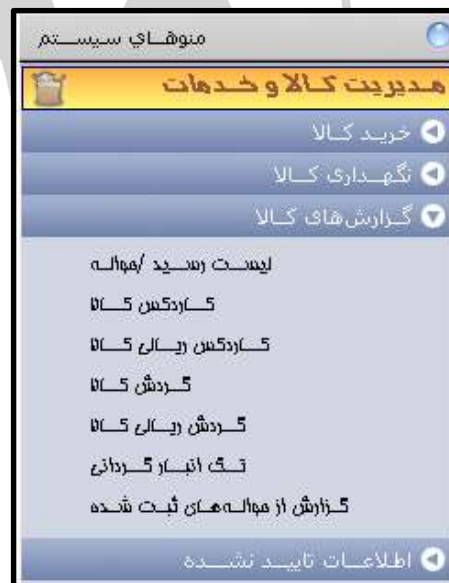 منوهای سیستم
مدیریت کالا و خدمات
خرید کالا
نگهداری کالا
گزارش‌های کالا
لیست رسید /حواله
کاردکس کالا
کاردکس ریالی کالا
گردش کالا
گردش ریالی کالا
تگ انبار گردانی
گزارش از حواله‌های ثبت شده
اطلاعات تایید نشده